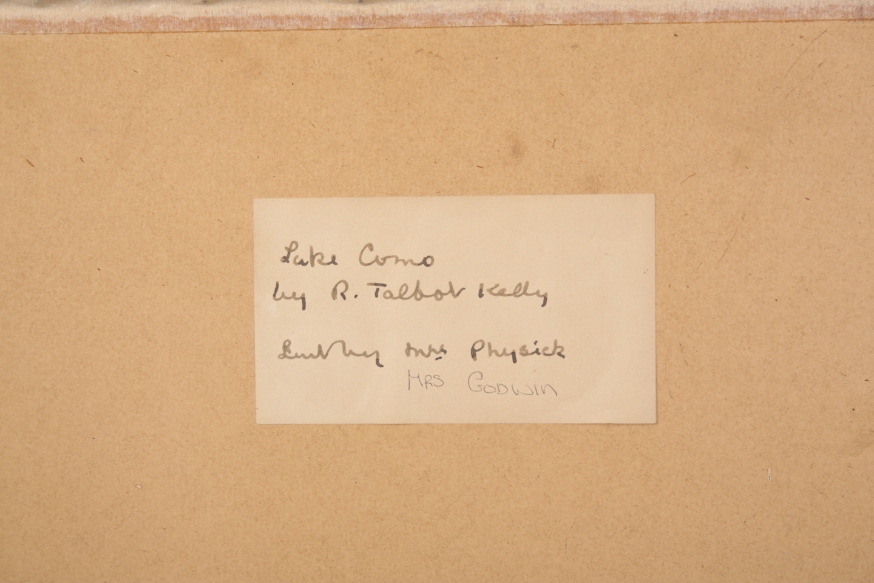 Lake Como
by R. Talbot Kelly
Lent by Mrs Physick
MRS GODWIN